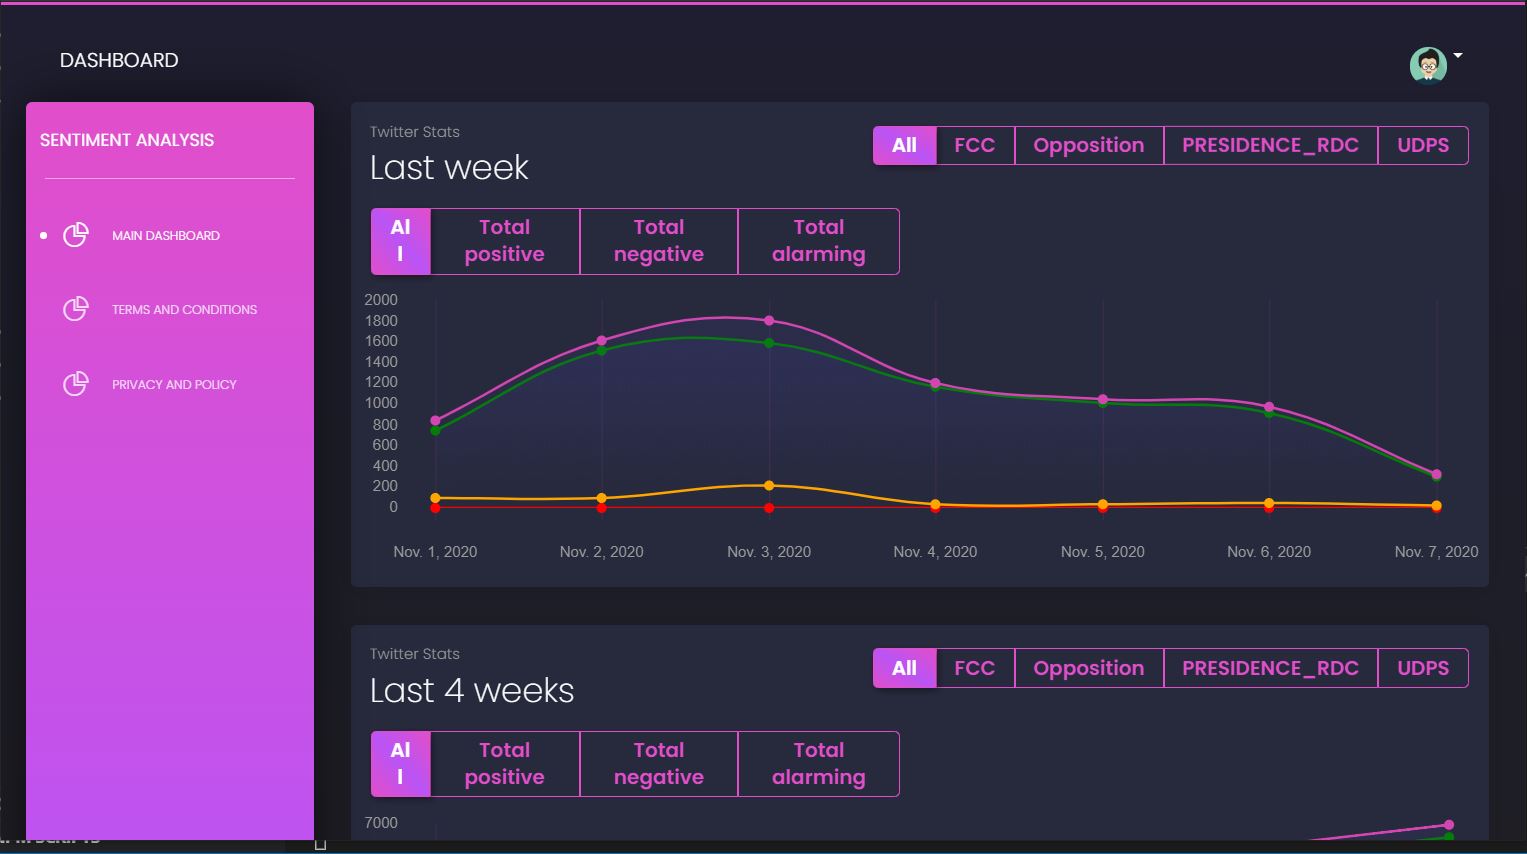 DASHBOARD
SENTIMENT ANALYSIS
MAIN DASHBOARD
TERMS AND CONDITIONS
PRIVACY AND POLICY
Twitter Stats
Last week
All
FCC
Opposition
PRESIDENCE_RDC
UDPS
Al
l
Total
positive
Total
negative
Total
alarming
2000
1800
1600
1400
1200
1000
800
600
400
200
0
Nov. 1, 2020
Nov. 2, 2020
Nov. 3, 2020
Nov. 4, 2020
Nov. 5, 2020
Nov. 6, 2020
Nov. 7, 2020
Twitter Stats
Last 4 weeks
All
FCC
Opposition
PRESIDENCE_RDC
UDPS
Al
l
Total
positive
Total
negative
Total
alarming
7000